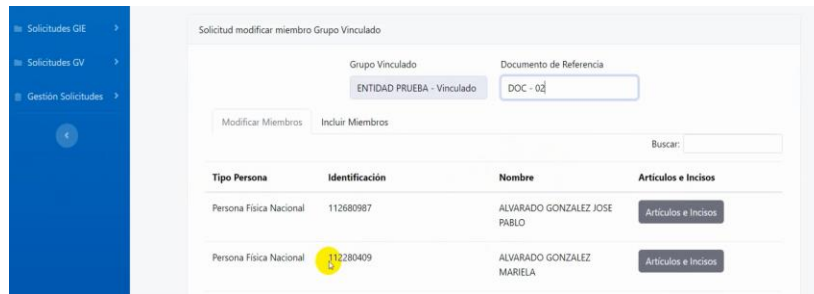 Solicitudes GIE
Solicitudes GV
Gestión Solicitudes
Solicitud modificar miembro Grupo Vinculado
Grupo Vinculado Documento de Referencia
ENTIDAD PRUEBA - Vinculado DOC - 02
Modificar Miembros Incluir Miembros
Buscar:
Tipo Persona Identificación Nombre Artículos e Incisos
Persona Física Nacional 112680987 ALVARADO GONZALEZ JOSE PABLO Artículos e Incisos
Persona Física Nacional 112280409 ALVARADO GONZALEZ MARIELA Artículos e Incisos